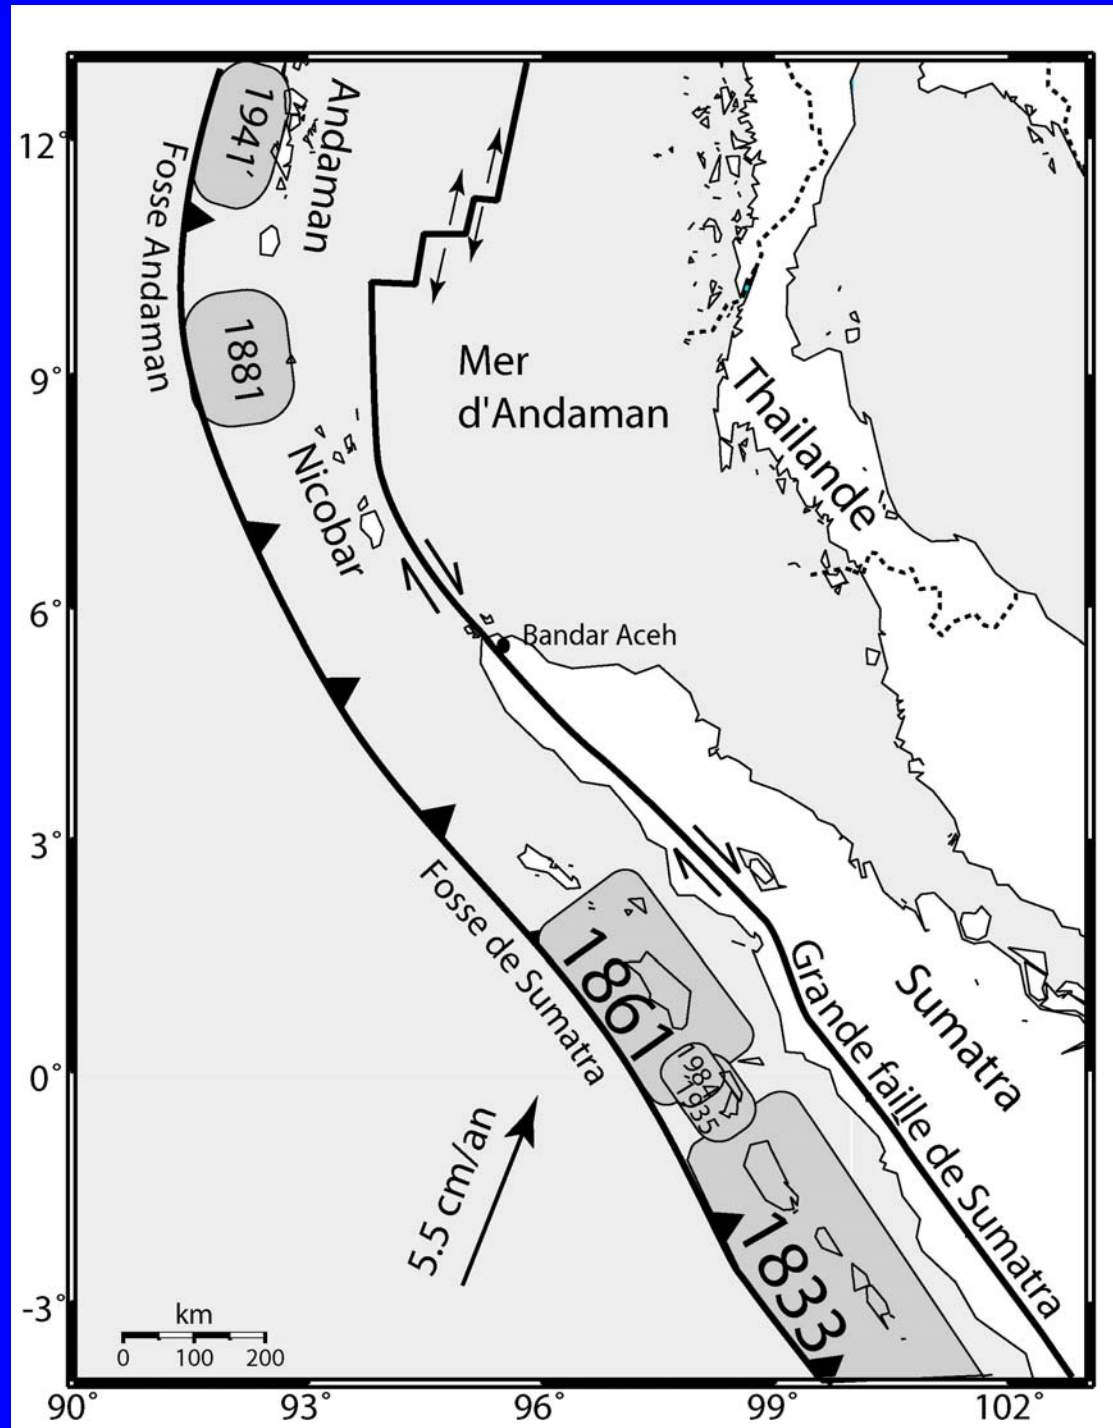 12°
9°
6°
3°
0°
-3°
90°
93°
96°
99°
102°
1941'
Andaman
Fosse Andaman
1881
Nicobar
Mer
d'Andaman
Thailande
Bandar Aceh
Fosse de Sumatra
1861
1984
1935
1833
Grande faille de Sumatra
Sumatra
5.5 cm/an
km
0 100 200